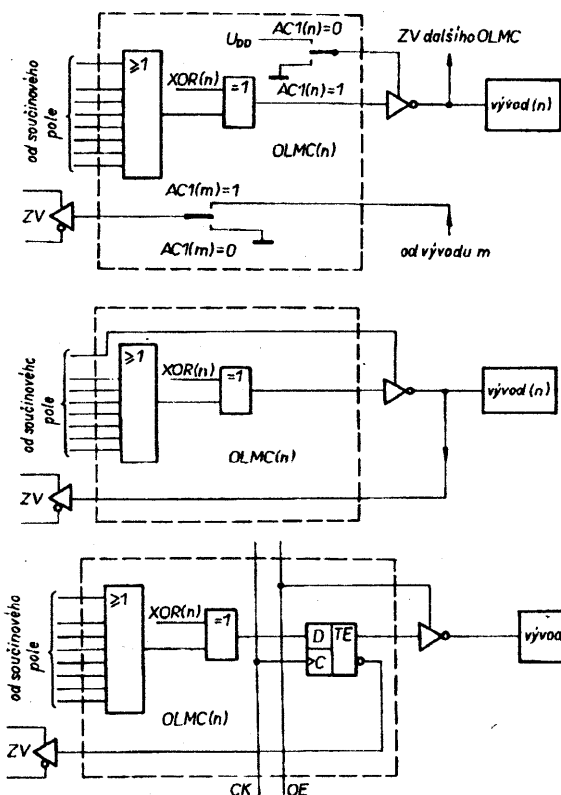 AC1(n)=0
ZV dalšího OLMC
UDD
≥1
XOR(n)
=1
AC1(n)=1
vývod(n)
od součinového
pole
OLMC(n)
AC1(m)=1
ZV
AC1(m)=0
od vývodu m
≥1
XOR(n)
=1
vývod(n)
od součinového
pole
OLMC(n)
ZV
≥1
XOR(n)
=1
D
TE
C
vývod
od součinového
pole
OLMC(n)
ZV
CK
OE